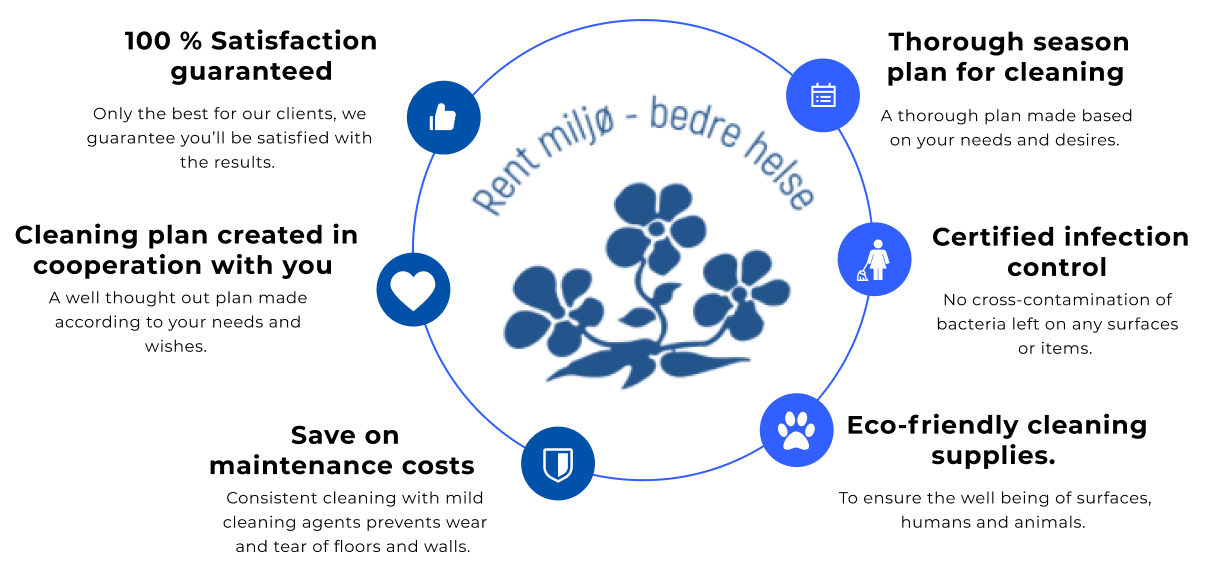 100 % Satisfaction
guaranteed
Only the best for our clients, we
guarantee you'll be satisfied with
the results.
Cleaning plan created in
cooperation with you
A well thought out plan made
according to your needs and
wishes.
Save on
maintenance costs
Consistent cleaning with mild
cleaning agents prevents wear
and tear of floors and walls.
Rent miljø - bedre helse
Thorough season
plan for cleaning
A thorough plan made based
on your needs and desires.
Certified infection
control
No cross-contamination of
bacteria left on any surfaces
or items.
Eco-friendly cleaning
supplies.
To ensure the well being of surfaces,
humans and animals.